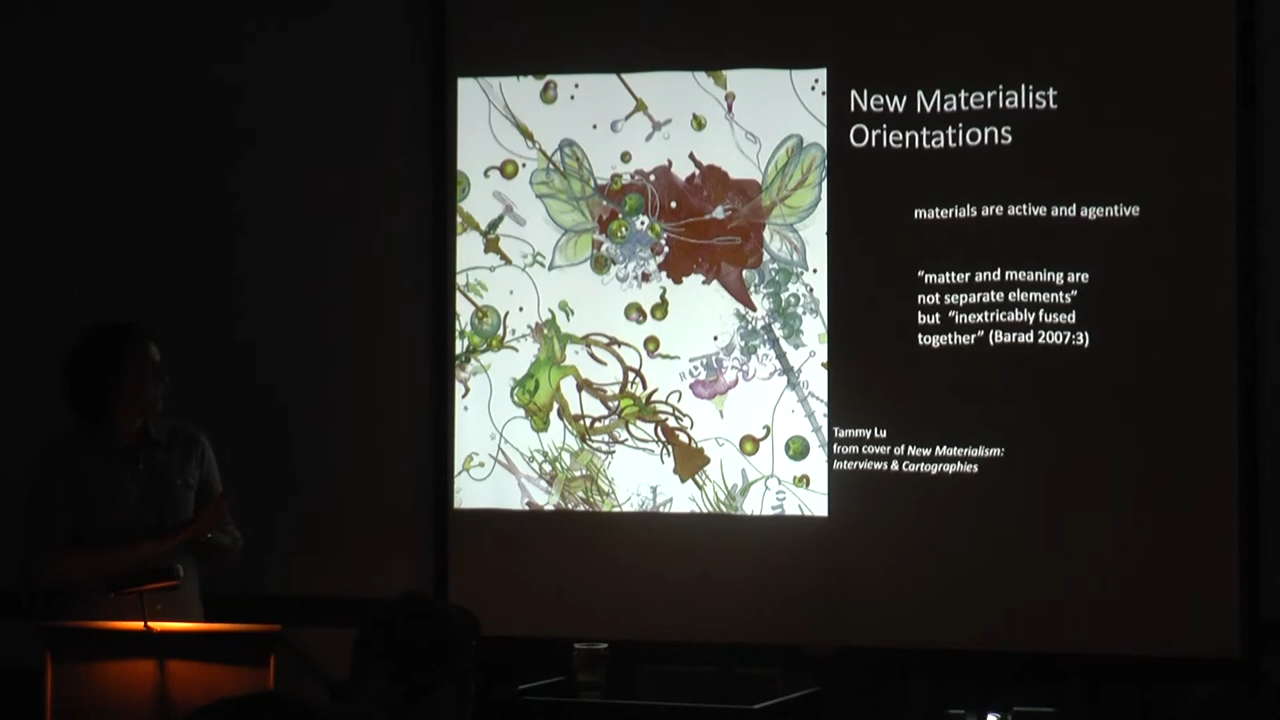 New Materialist
Orientations
materials are active and agentive
“matter and meaning are
not separate elements”
but “inextricably fused
together” (Barad 2007:3)
Tammy Lu
from cover of New Materialism:
Interviews & Cartographies